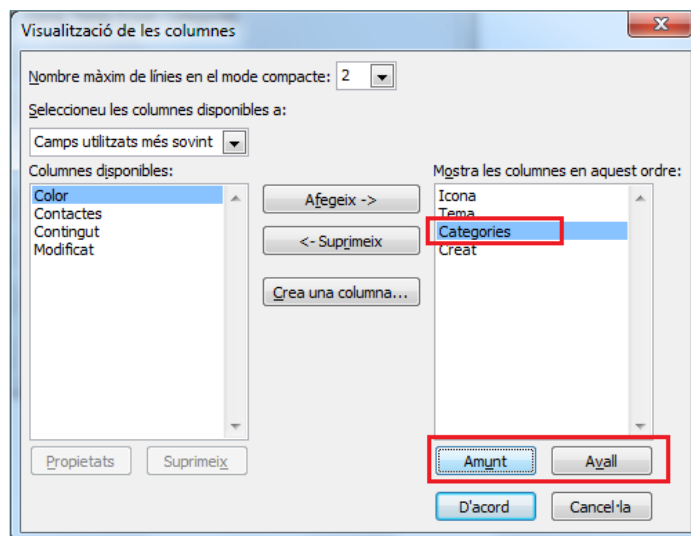 Visualització de les columnes
Nombre màxim de línies en el mode compacte: 2
Seleccioneu les columnes disponibles a:
Camps utilitzats més sovint
Columnes disponibles:
Color
Contactes
Contingut
Modificat
Afegeix ->
<- Suprimeix
Crea una columna...
Mostra les columnes en aquest ordre:
Icona
Tema
Categories
Creat
Propietats
Suprimeix
Amunt
Avall
D'acord
Cancel·la